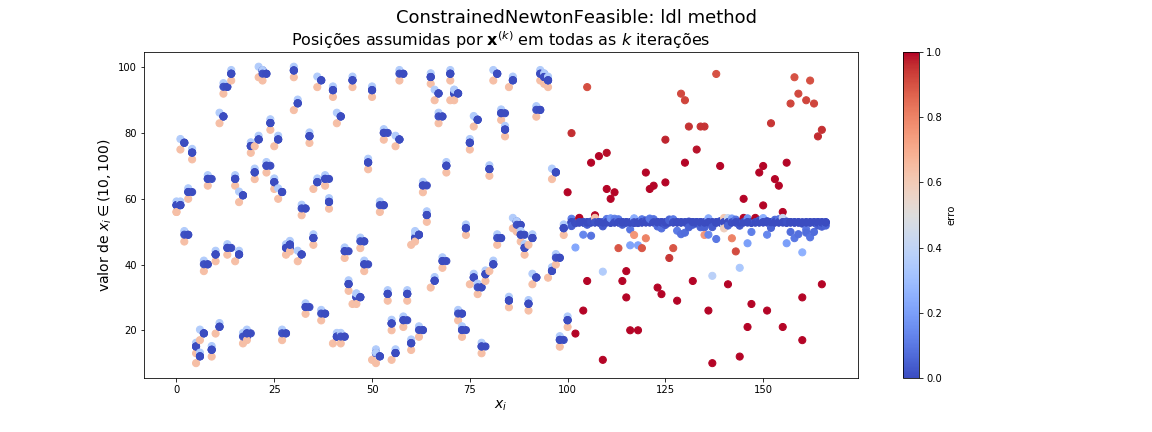 ConstrainedNewtonFeasible: ldl method
Posições assumidas por x^(k) em todas as k iterações
valor de x_i ∈ (10, 100)
100
80
60
40
20
0 25 50 75 100 125 150
x_i
1.0
0.8
0.6
0.4
0.2
0.0
erro